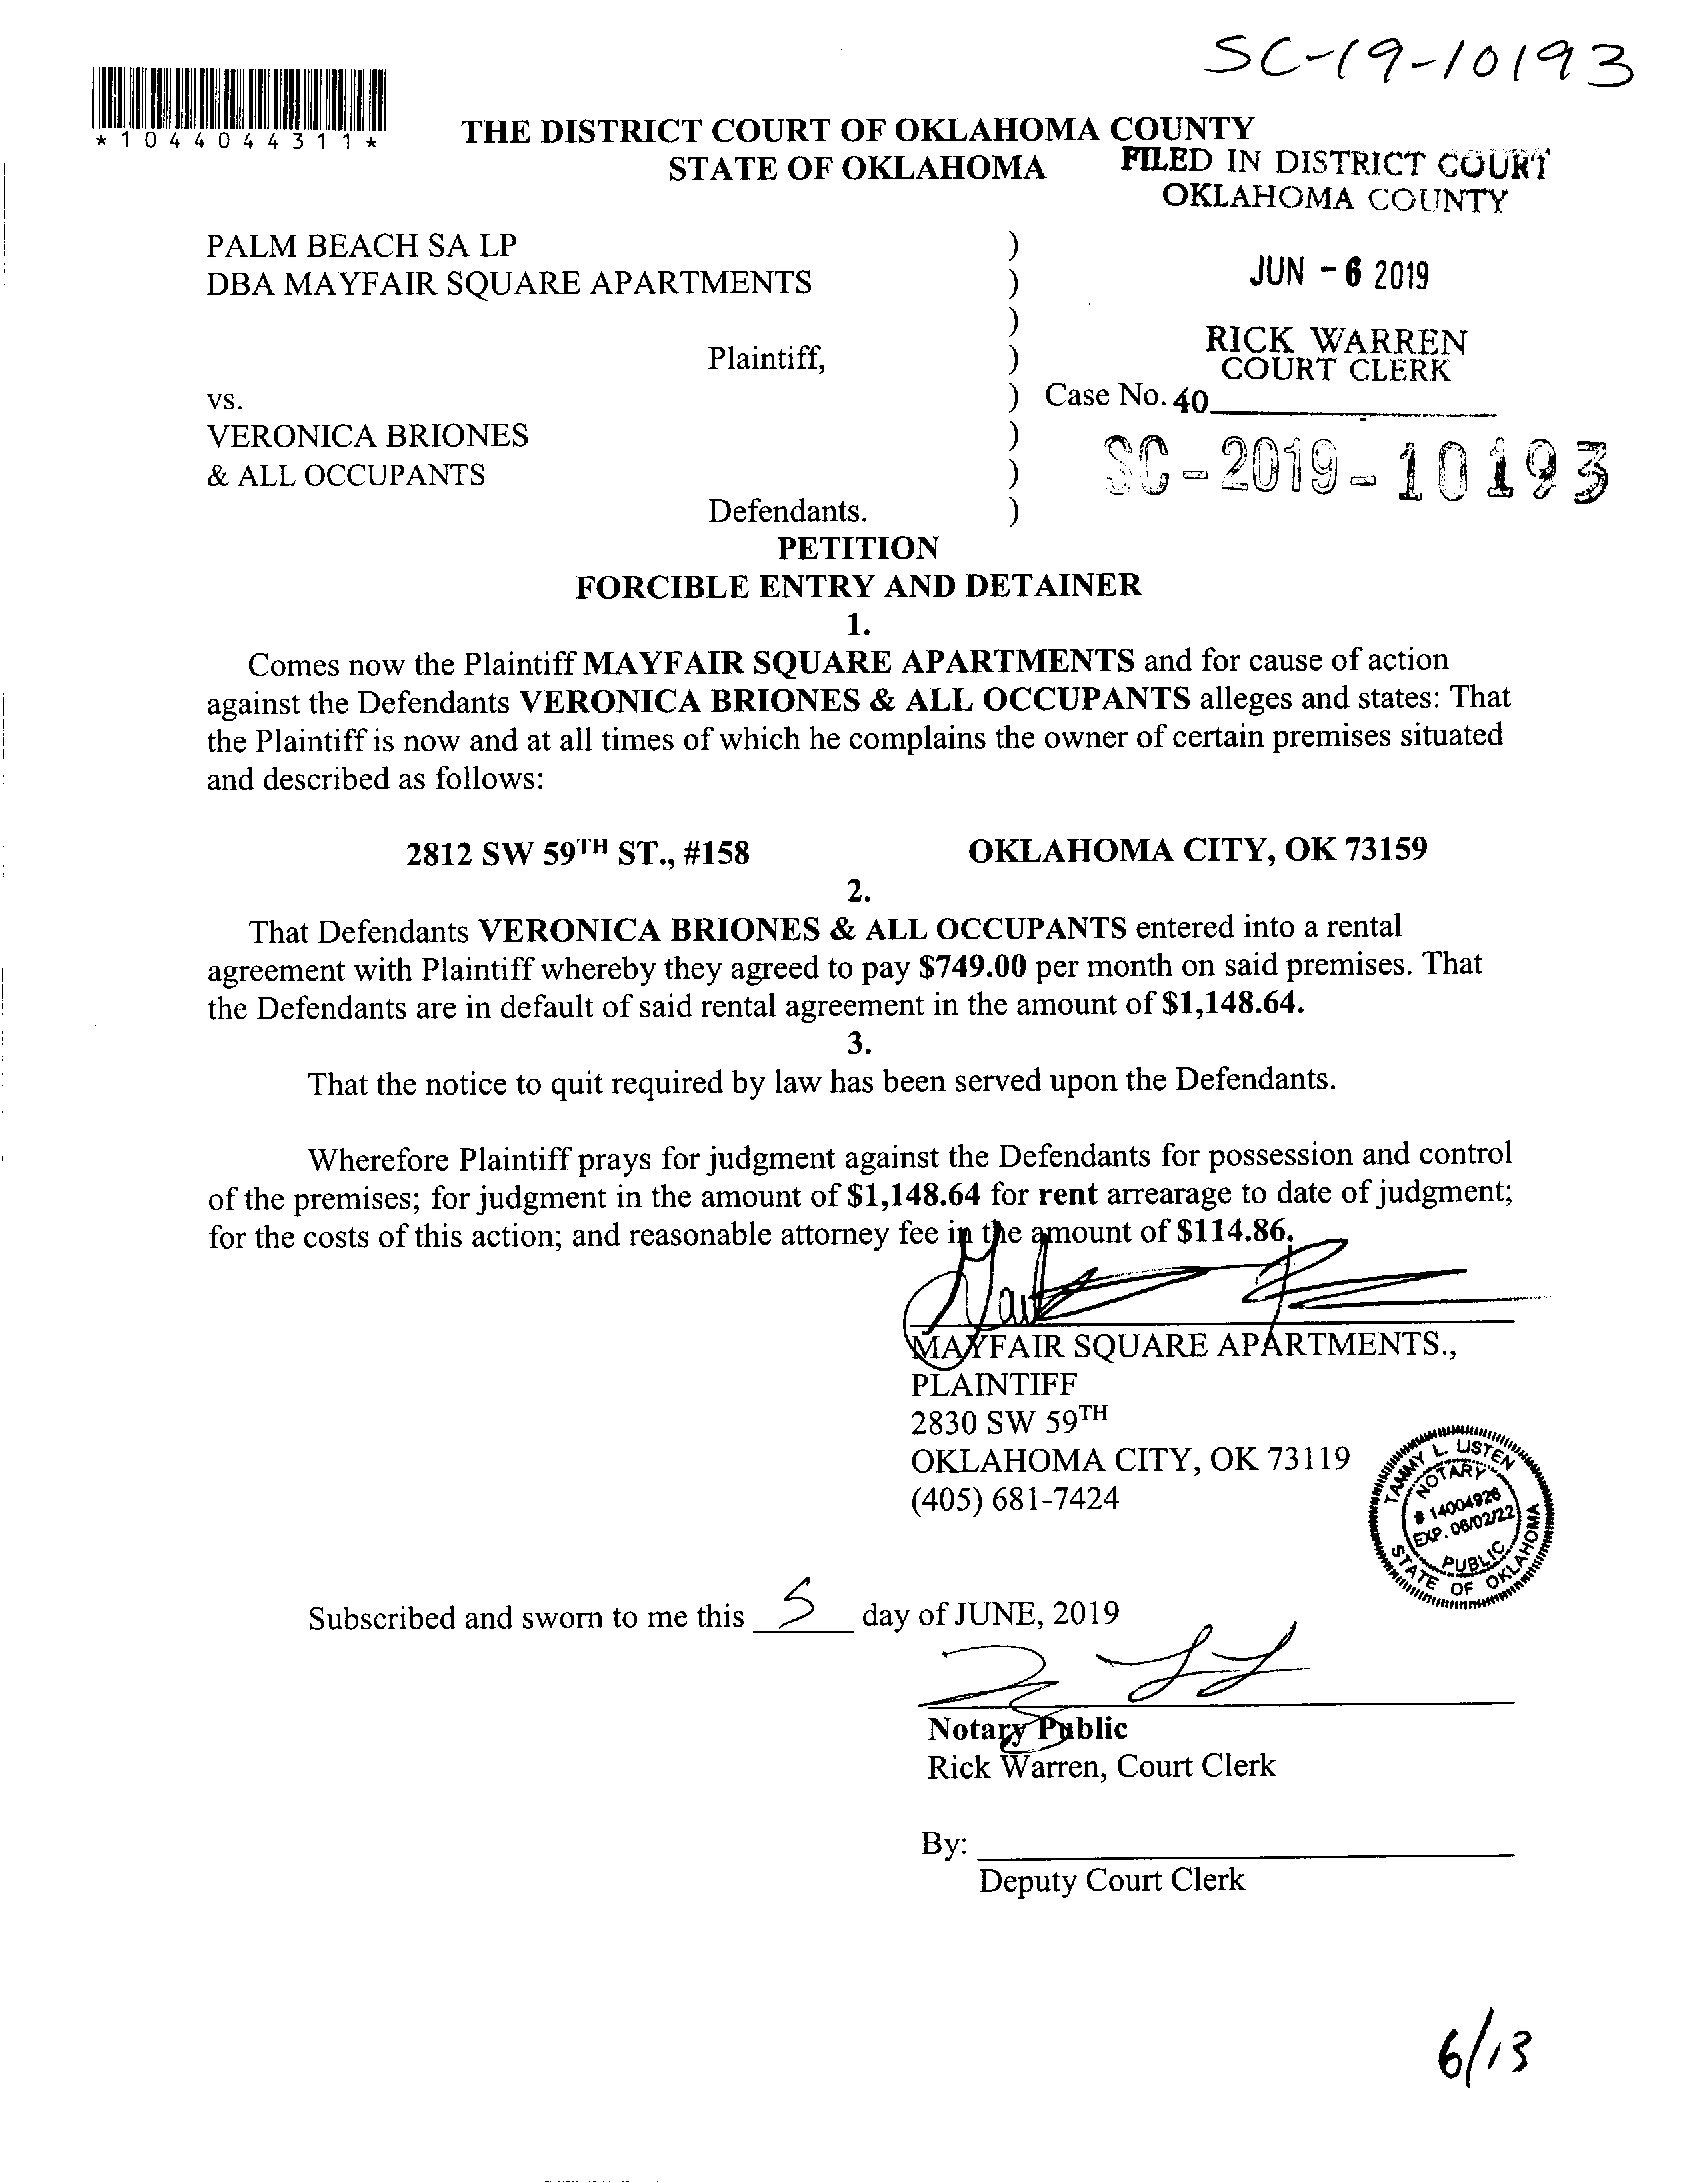 SC-19-10193
*1044044311*
THE DISTRICT COURT OF OKLAHOMA COUNTY
STATE OF OKLAHOMA
FILED IN DISTRICT COURT
OKLAHOMA COUNTY
JUN - 6 2019
RICK WARREN
COURT CLERK
40
PALM BEACH SA LP )
DBA MAYFAIR SQUARE APARTMENTS )
)
Plaintiff, )
vs. ) Case No.
VERONICA BRIONES )
& ALL OCCUPANTS )
Defendants. )
SC-2019-10193
PETITION
FORCIBLE ENTRY AND DETAINER
1.
Comes now the Plaintiff MAYFAIR SQUARE APARTMENTS and for cause of action
against the Defendants VERONICA BRIONES & ALL OCCUPANTS alleges and states: That
the Plaintiff is now and at all times of which he complains the owner of certain premises situated
and described as follows:
2812 SW 59TH ST., #158 OKLAHOMA CITY, OK 73159
2.
That Defendants VERONICA BRIONES & ALL OCCUPANTS entered into a rental
agreement with Plaintiff whereby they agreed to pay $749.00 per month on said premises. That
the Defendants are in default of said rental agreement in the amount of $1,148.64.
3.
That the notice to quit required by law has been served upon the Defendants.
Wherefore Plaintiff prays for judgment against the Defendants for possession and control
of the premises; for judgment in the amount of $1,148.64 for rent arrearage to date of judgment;
for the costs of this action; and reasonable attorney fee in the amount of $114.86.
MAYFAIR SQUARE APARTMENTS.,
PLAINTIFF
2830 SW 59TH
OKLAHOMA CITY, OK 73119
(405) 681-7424
TAMMY L. LISTEN
NOTARY
# 14004926
EXP. 06/02/22
PUBLIC
STATE OF OKLAHOMA
Subscribed and sworn to me this 5 day of JUNE, 2019
Notary Public
Rick Warren, Court Clerk
By:
Deputy Court Clerk
6/13